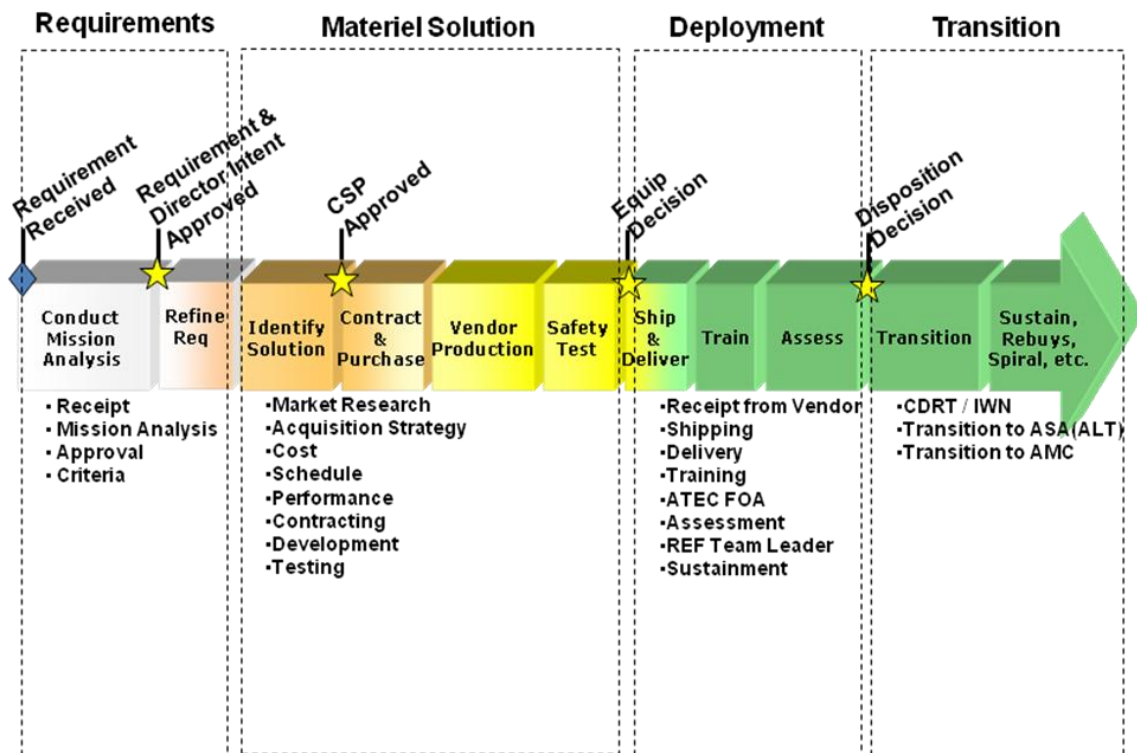 Requirements
Materiel Solution
Deployment
Transition
Requirement
Received
Requirement &
Director Intent
Approved
CSP
Approved
Equip
Decision
Disposition
Decision
Conduct
Mission
Analysis
Refine
Req
Identify
Solution
Contract
&
Purchase
Vendor
Production
Safety
Test
Ship
&
Deliver
Train
Assess
Transition
Sustain,
Rebuys,
Spiral, etc.
▪ Receipt
▪ Mission Analysis
▪ Approval
▪ Criteria
▪Market Research
▪Acquisition Strategy
▪Cost
▪Schedule
▪Performance
▪Contracting
▪Development
▪Testing
▪Receipt from Vendor
▪Shipping
▪Delivery
▪Training
▪ATEC FOA
▪Assessment
▪REF Team Leader
▪Sustainment
▪CDRT / IWN
▪Transition to ASA(ALT)
▪Transition to AMC